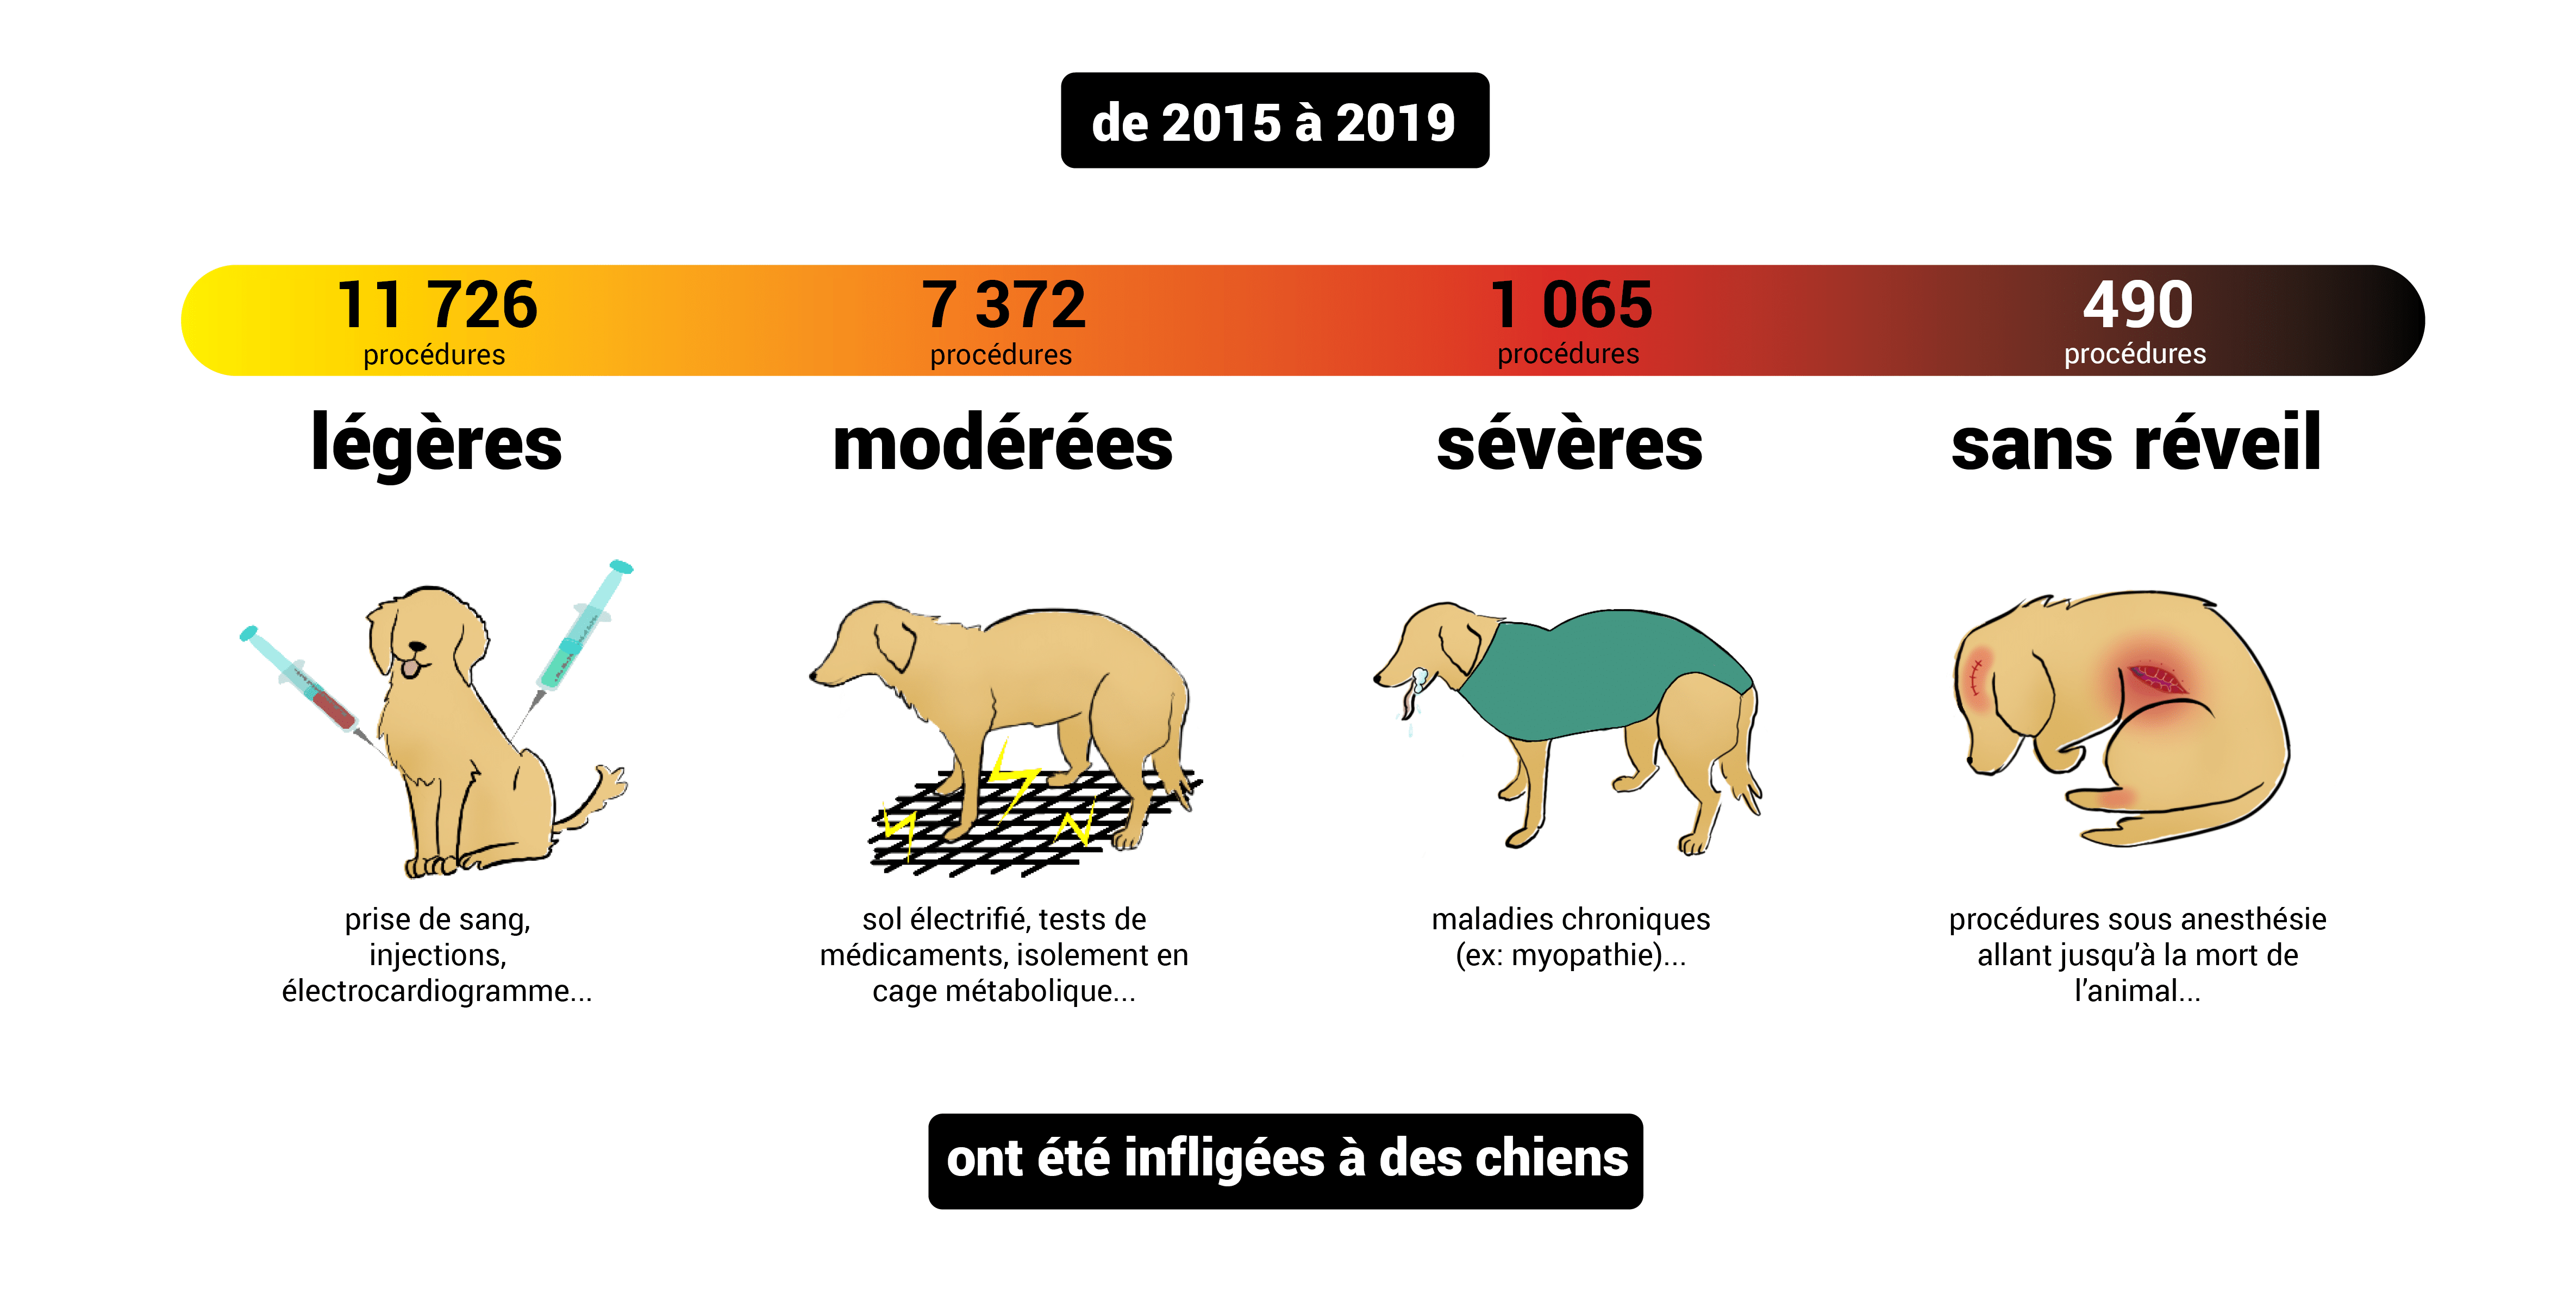 de 2015 à 2019
11 726
procédures
légères
7 372
procédures
modérées
1 065
procédures
sévères
490
procédures
sans réveil
prise de sang,
injections,
électrocardiogramme...
sol électrifié, tests de
médicaments, isolement en
cage métabolique...
maladies chroniques
(ex: myopathie)...
procédures sous anesthésie
allant jusqu’à la mort de
l’animal...
ont été infligées à des chiens